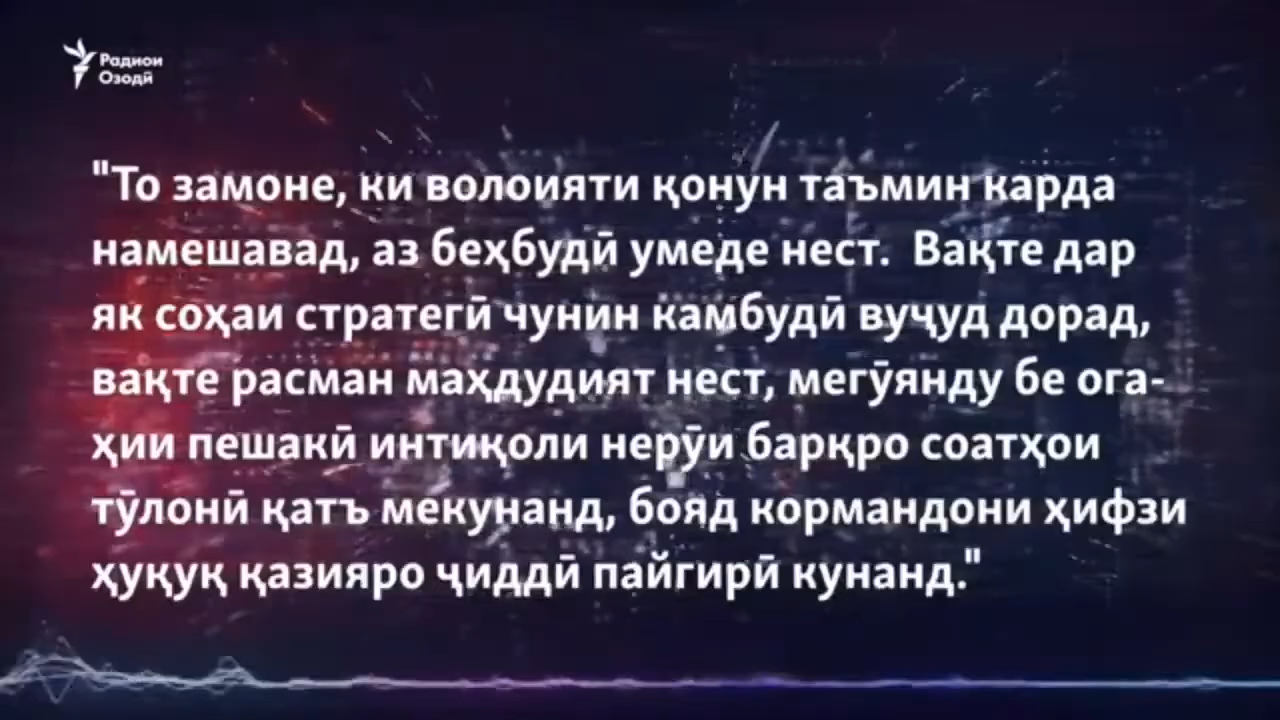 Радиои
Озодӣ
"То замоне, ки волоияти қонун таъмин карда
намешавад, аз беҳбудӣ умеде нест.  Вақте дар
як соҳаи стратегӣ чунин камбудӣ вуҷуд дорад,
вақте расман маҳдудият нест, мегӯянду бе ога-
ҳии пешакӣ интиқоли нерӯи барқро соатҳои
тӯлонӣ қатъ мекунанд, бояд кормандони ҳифзи
ҳуқуқ қазияро ҷиддӣ пайгирӣ кунанд."